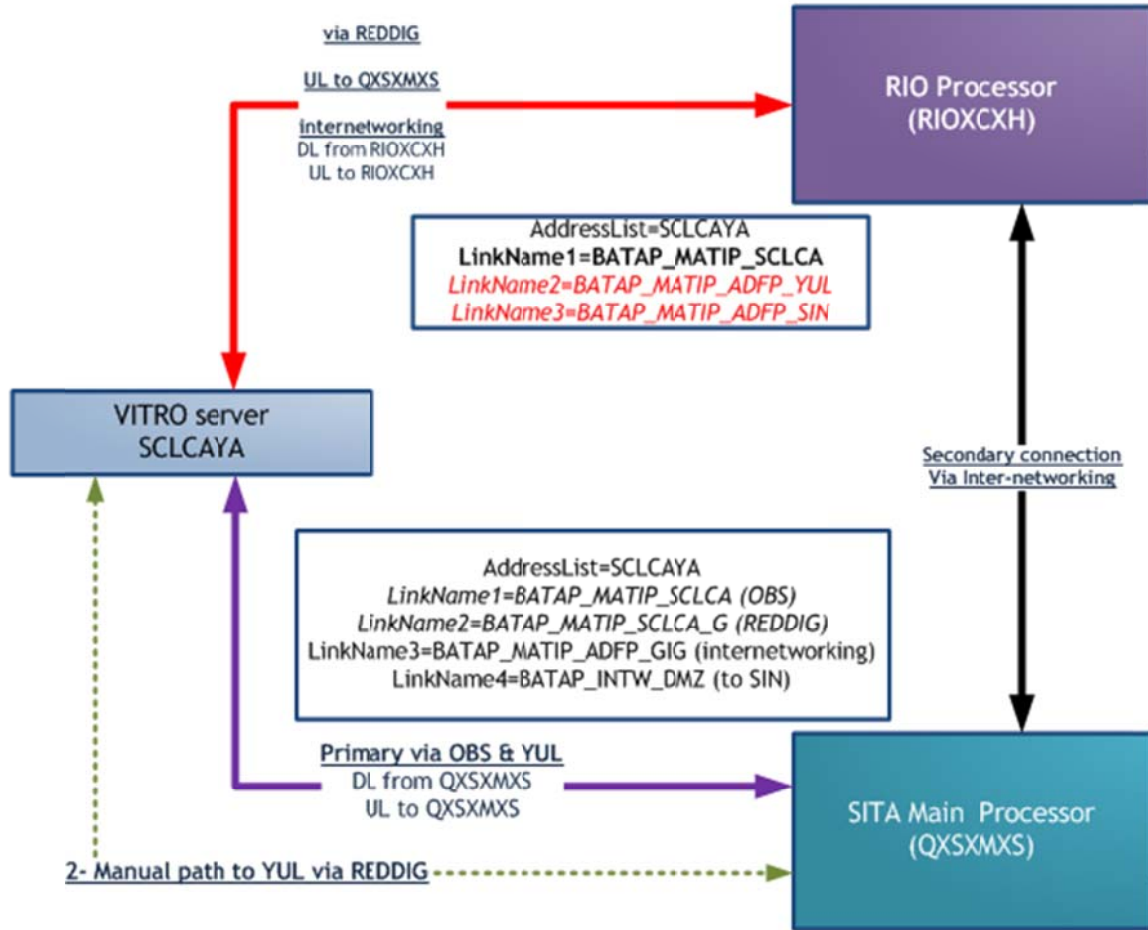 via REDDIG
UL to QXSXMXS
internetworking
DL from RIOXCXH
UL to RIOXCXH
RIO Processor
(RIOXCXH)
AddressList=SCLCAYA
LinkName1=BATAP_MATIP_SCLCA
LinkName2=BATAP_MATIP_ADFP_YUL
LinkName3=BATAP_MATIP_ADFP_SIN
VITRO server
SCLCAYA
Secondary connection
Via Inter-networking
AddressList=SCLCAYA
LinkName1=BATAP_MATIP_SCLCA (OBS)
LinkName2=BATAP_MATIP_SCLCA_G (REDDIG)
LinkName3=BATAP_MATIP_ADFP_GIG (internetworking)
LinkName4=BATAP_INTW_DMZ (to SIN)
Primary via OBS & YUL
DL from QXSXMXS
UL to QXSXMXS
SITA Main Processor
(QXSXMXS)
2- Manual path to YUL via REDDIG